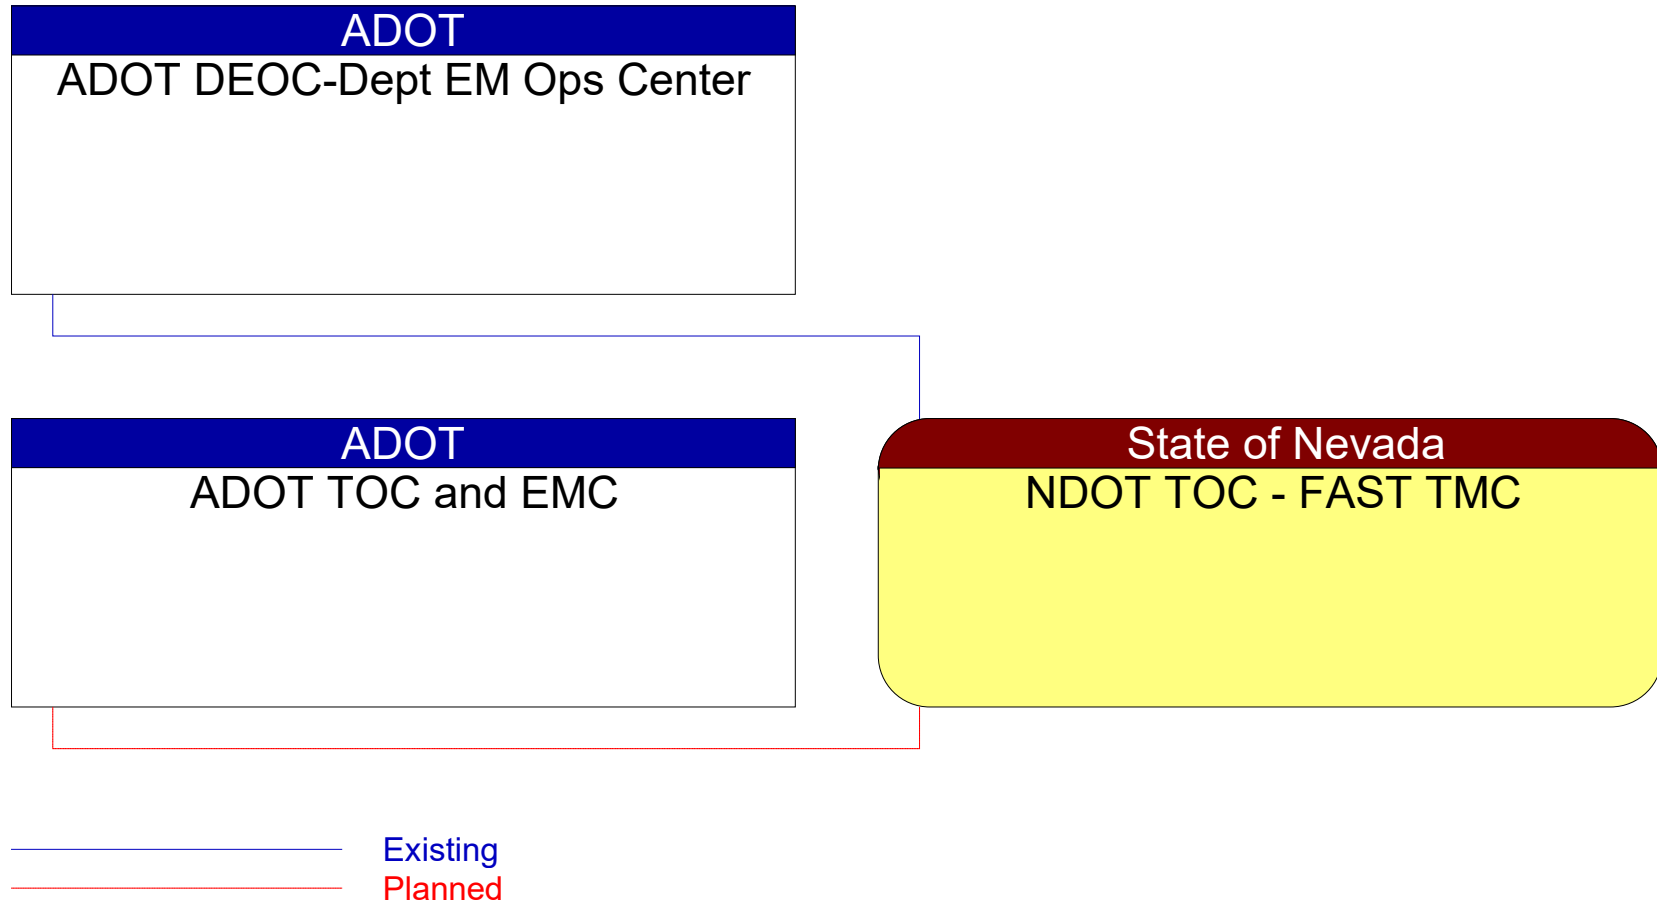 ADOT
ADOT DEOC-Dept EM Ops Center
ADOT
ADOT TOC and EMC
State of Nevada
NDOT TOC - FAST TMC
Existing
Planned